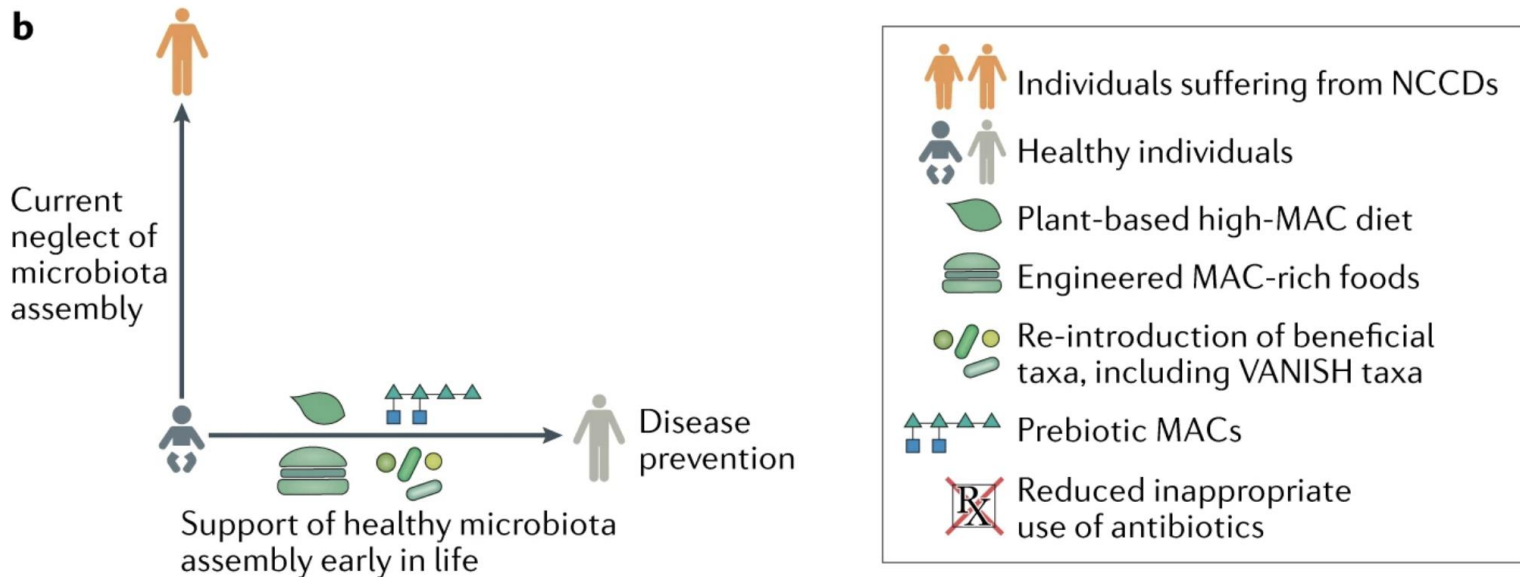 b
Current
neglect of
microbiota
assembly
Disease
prevention
Support of healthy microbiota
assembly early in life
Individuals suffering from NCCDs
Healthy individuals
Plant-based high-MAC diet
Engineered MAC-rich foods
Re-introduction of beneficial
taxa, including VANISH taxa
Prebiotic MACs
Rx
Reduced inappropriate
use of antibiotics